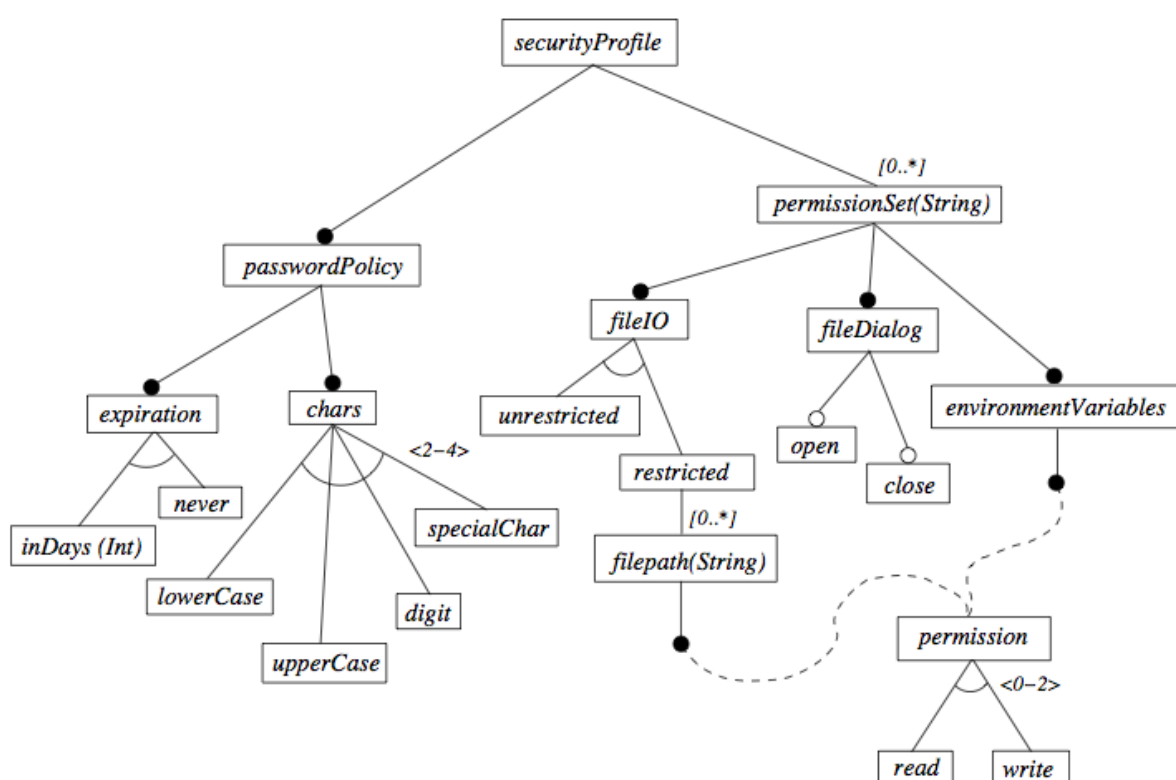 securityProfile
[0..*]
permissionSet(String)
passwordPolicy
fileIO
fileDialog
expiration
chars
unrestricted
environmentVariables
<2-4>
open
restricted
close
never
inDays (Int)
specialChar
[0..*]
filepath(String)
lowerCase
digit
upperCase
permission
<0-2>
read
write